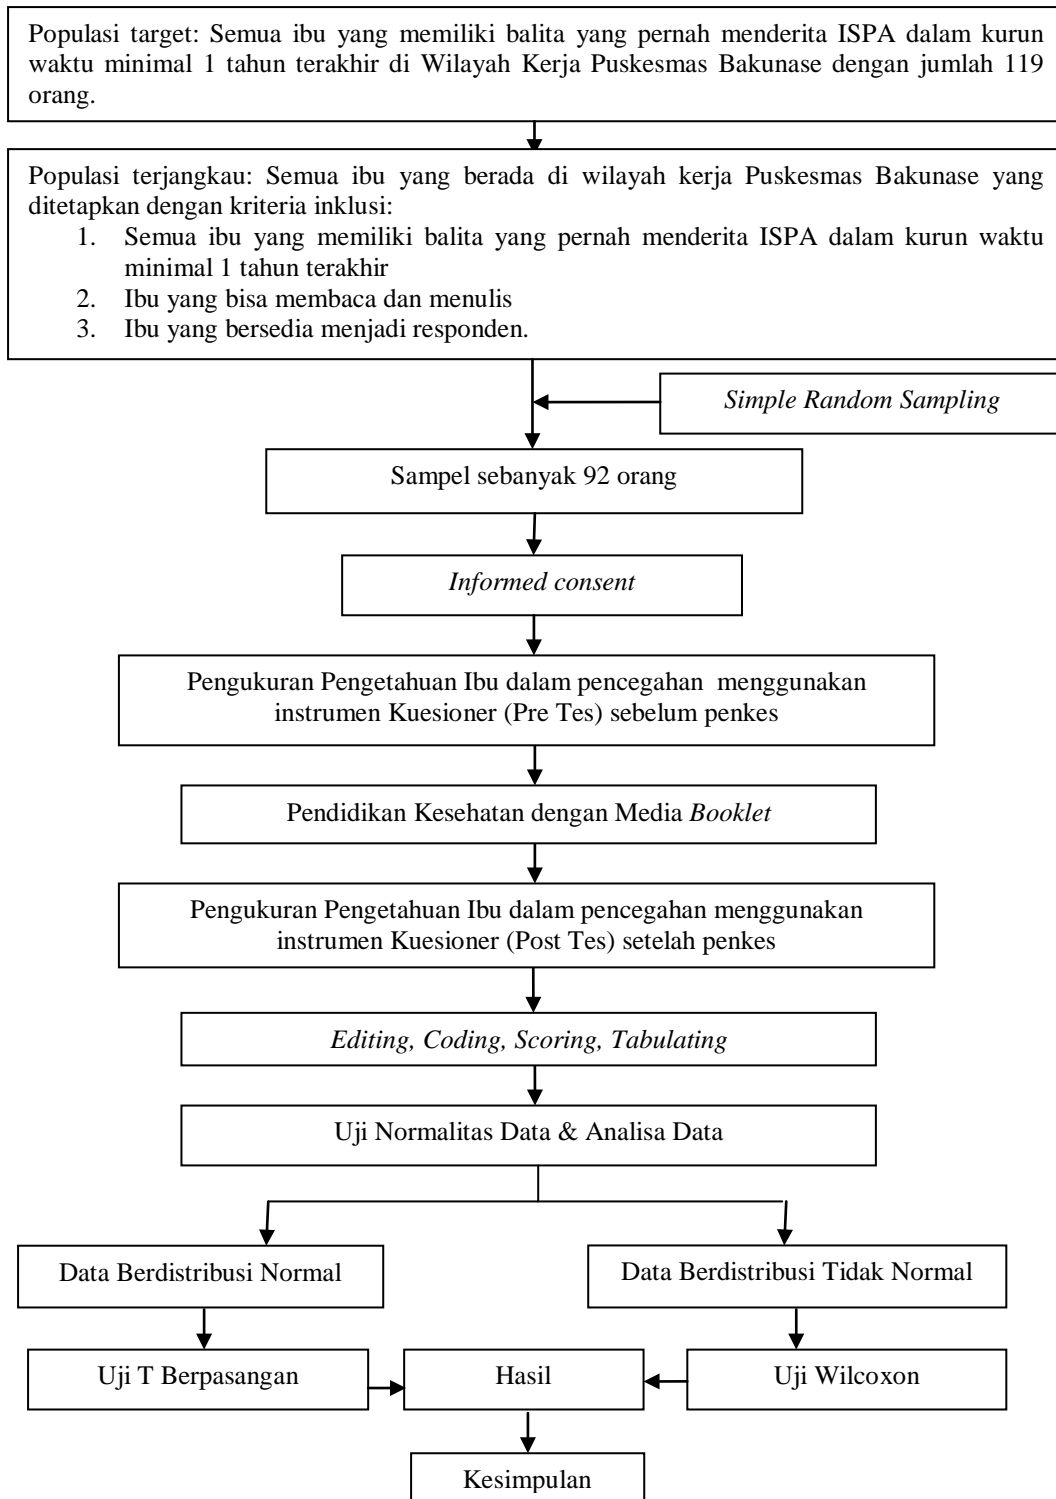 Populasi target: Semua ibu yang memiliki balita yang pernah menderita ISPA dalam kurun
waktu minimal 1 tahun terakhir di Wilayah Kerja Puskesmas Bakunase dengan jumlah 119
orang.
Populasi terjangkau: Semua ibu yang berada di wilayah kerja Puskesmas Bakunase yang
ditetapkan dengan kriteria inklusi:
1. Semua ibu yang memiliki balita yang pernah menderita ISPA dalam kurun waktu
minimal 1 tahun terakhir
2. Ibu yang bisa membaca dan menulis
3. Ibu yang bersedia menjadi responden.
Simple Random Sampling
Sampel sebanyak 92 orang
Informed consent
Pengukuran Pengetahuan Ibu dalam pencegahan menggunakan
instrumen Kuesioner (Pre Tes) sebelum penkes
Pendidikan Kesehatan dengan Media Booklet
Pengukuran Pengetahuan Ibu dalam pencegahan menggunakan
instrumen Kuesioner (Post Tes) setelah penkes
Editing, Coding, Scoring, Tabulating
Uji Normalitas Data & Analisa Data
Data Berdistribusi Normal
Data Berdistribusi Tidak Normal
Uji T Berpasangan
Hasil
Uji Wilcoxon
Kesimpulan